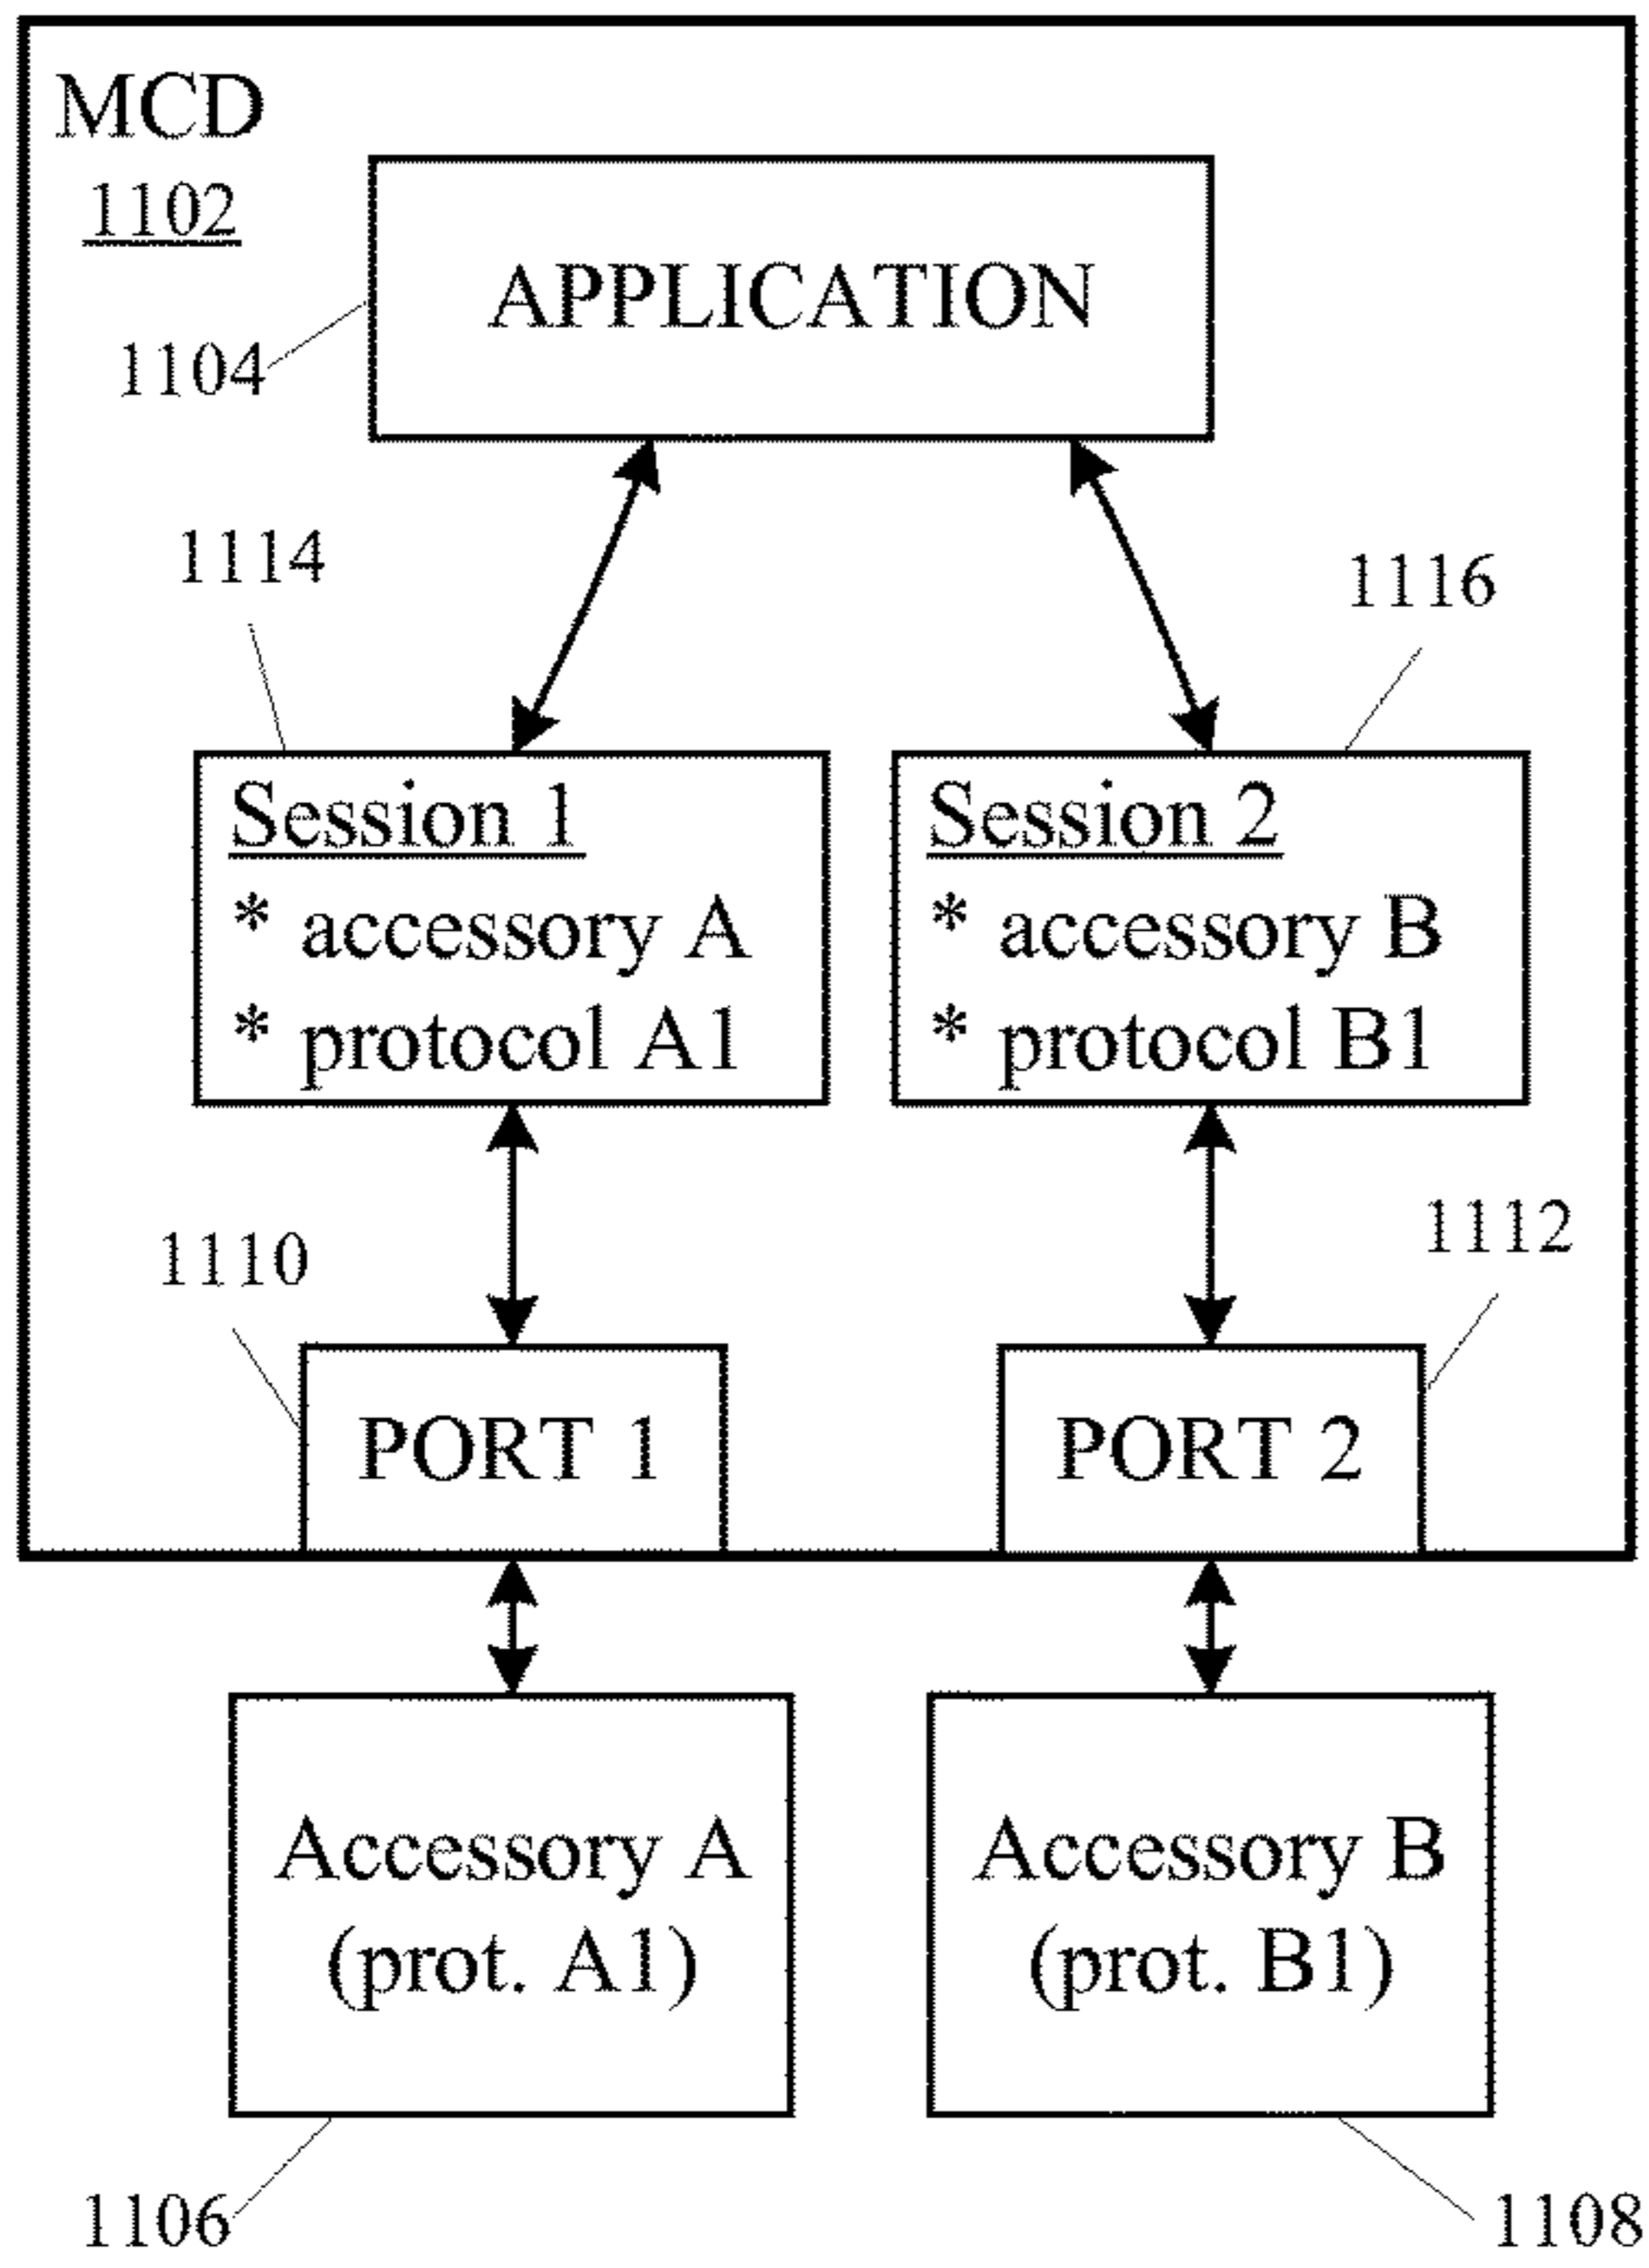 MCD
1102
APPLICATION
1104
1114
1116
Session 1
* accessory A
* protocol A1
Session 2
* accessory B
* protocol B1
1110
1112
PORT 1
PORT 2
Accessory A
(prot. A1)
Accessory B
(prot. B1)
1106
1108